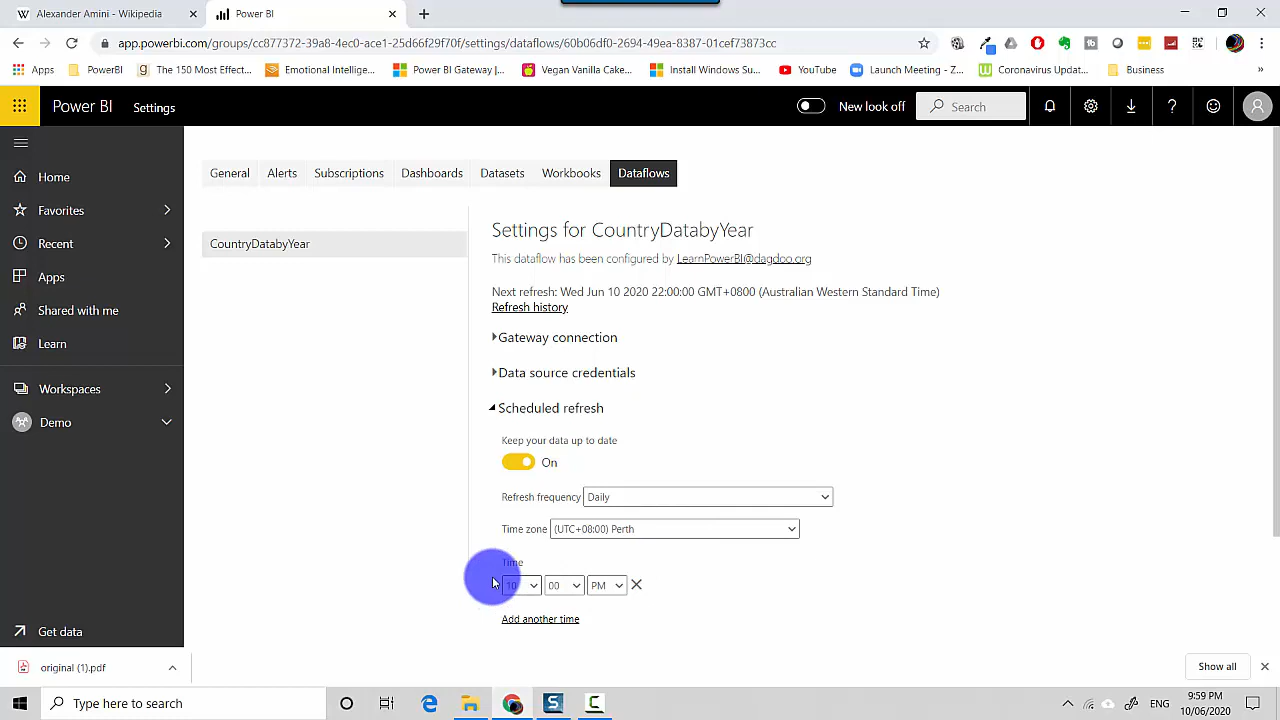 Alexander Amini - Wikipedia
Power BI
app.powerbi.com/groups/cc877372-39a8-4ec0-ace1-25d66f29f70f/settings/dataflows/60b06df0-2694-49ea-8387-01cef73873cc
Apps
PowerBI
The 150 Most Effect...
Emotional Intellige...
Power BI Gateway |...
Vegan Vanilla Cake...
Install Windows Su...
YouTube
Launch Meeting - Z...
Coronavirus Updat...
Business
»
Power BI
Settings
New look off
Search
General
Alerts
Subscriptions
Dashboards
Datasets
Workbooks
Dataflows
Home
Favorites
Recent
Apps
Shared with me
Learn
Workspaces
Demo
Get data
CountryDatabyYear
Settings for CountryDatabyYear
This dataflow has been configured by LearnPowerBI@dagdoo.org
Next refresh: Wed Jun 10 2020 22:00:00 GMT+0800 (Australian Western Standard Time)
Refresh history
Gateway connection
Data source credentials
Scheduled refresh
Keep your data up to date
On
Refresh frequency Daily
Time zone (UTC+08:00) Perth
Time
10 00 PM
Add another time
original (1).pdf
Show all
Type here to search
ENG
9:59 PM
10/06/2020